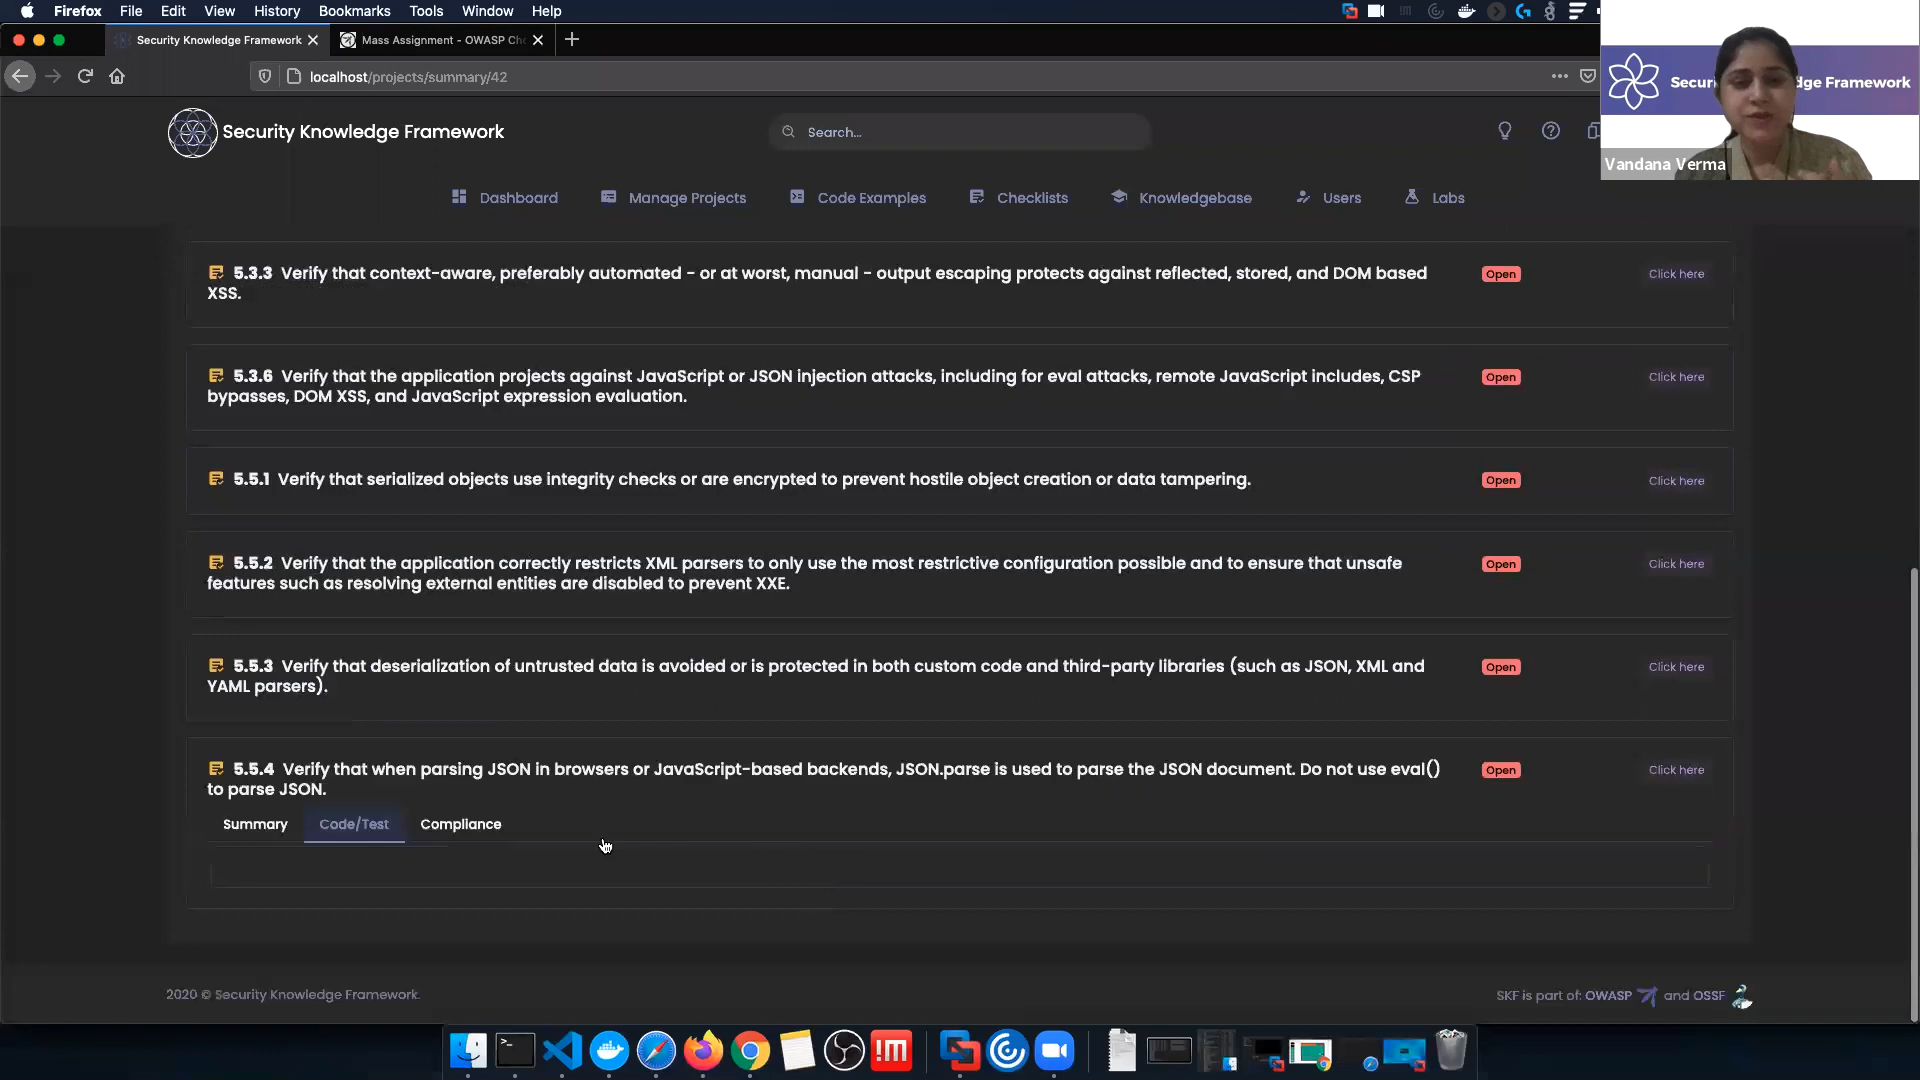 Firefox File Edit View History Bookmarks Tools Window Help
Security Knowledge Framework
Mass Assignment - OWASP Che
localhost/projects/summary/42
Security Knowledge Framework
Search...
Vandana Verma
Dashboard
Manage Projects
Code Examples
Checklists
Knowledgebase
Users
Labs
5.3.3 Verify that context-aware, preferably automated - or at worst, manual - output escaping protects against reflected, stored, and DOM based
XSS.
Open
Click here
5.3.6 Verify that the application projects against JavaScript or JSON injection attacks, including for eval attacks, remote JavaScript includes, CSP
bypasses, DOM XSS, and JavaScript expression evaluation.
Open
Click here
5.5.1 Verify that serialized objects use integrity checks or are encrypted to prevent hostile object creation or data tampering.
Open
Click here
5.5.2 Verify that the application correctly restricts XML parsers to only use the most restrictive configuration possible and to ensure that unsafe
features such as resolving external entities are disabled to prevent XXE.
Open
Click here
5.5.3 Verify that deserialization of untrusted data is avoided or is protected in both custom code and third-party libraries (such as JSON, XML and
YAML parsers).
Open
Click here
5.5.4 Verify that when parsing JSON in browsers or JavaScript-based backends, JSON.parse is used to parse the JSON document. Do not use eval()
to parse JSON.
Open
Click here
Summary
Code/Test
Compliance
2020 © Security Knowledge Framework.
SKF is part of: OWASP and OSSF